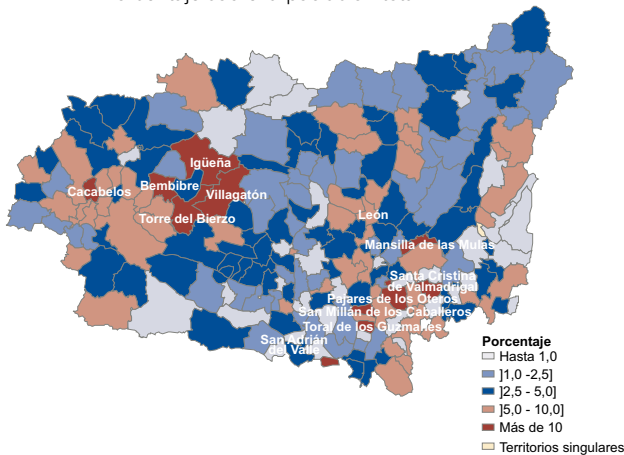 Igüeña
Cacabelos
Bembibre
Villagatón
Torre del Bierzo
León
Mansilla de las Mulas
Santa Cristina
de Valmadrigal
Pajares de los Oteros
San Millán de los Caballeros
Toral de los Guzmanes
San Adrián
del Valle
Porcentaje
Hasta 1,0
]1,0 -2,5]
]2,5 - 5,0]
]5,0 - 10,0]
Más de 10
Territorios singulares